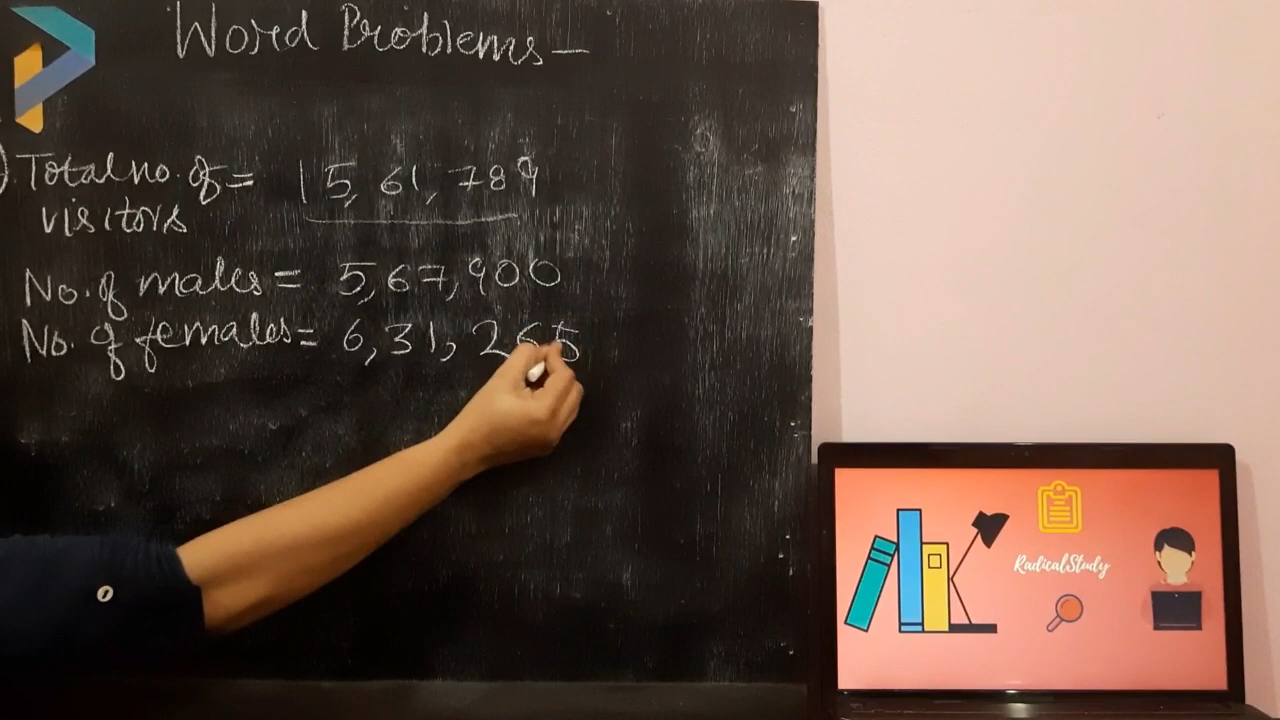 Word Problems –
) Total no. of = 15,61,789
visitors
No. of males = 5,67,900
No. of females = 6,31,265
RadicalStudy